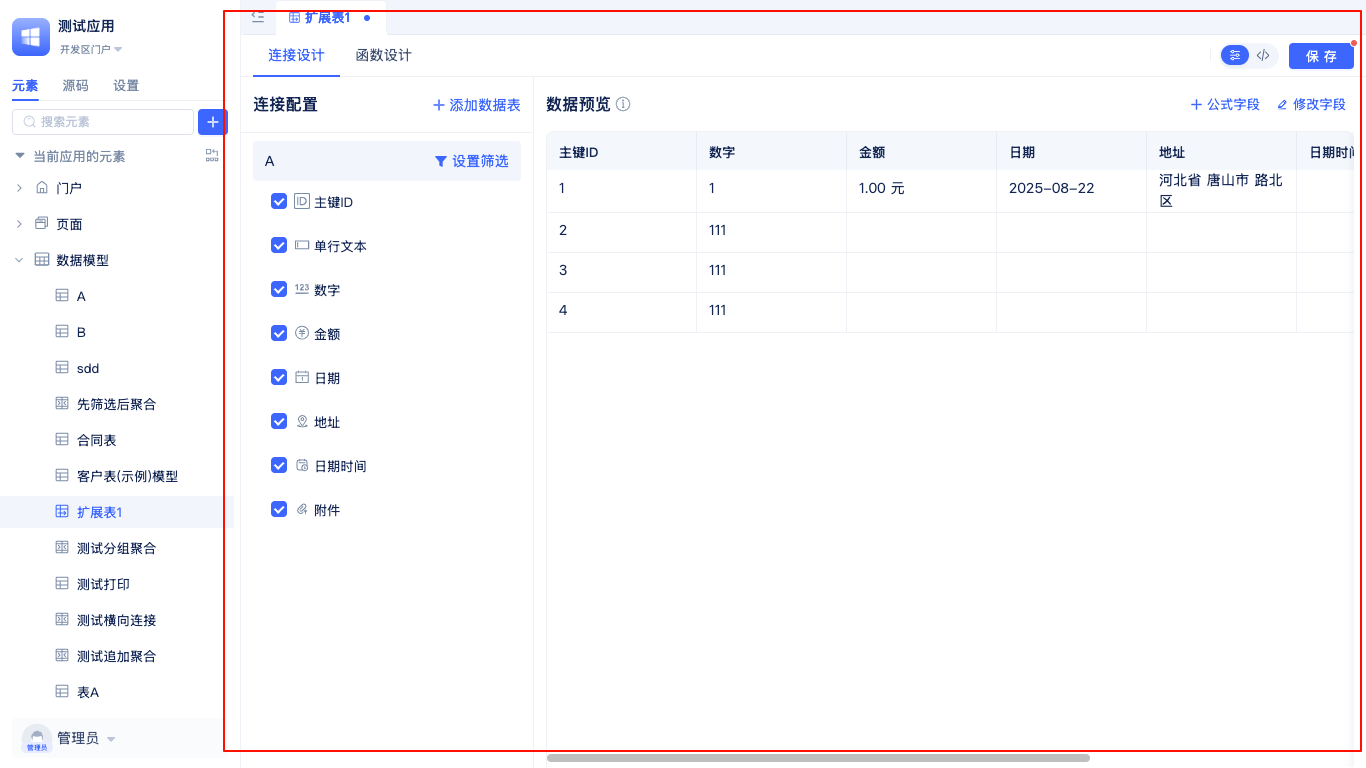 测试应用
开发区门户
元素 源码 设置
搜索元素
当前应用的元素
门户
页面
数据模型
A
B
sdd
先筛选后聚合
合同表
客户表(示例)模型
扩展表1
测试分组聚合
测试打印
测试横向连接
测试追加聚合
表A
管理员
管理员
扩展表1
连接设计 函数设计
保存
连接配置 添加数据表
A 设置筛选
ID 主键ID
单行文本
123 数字
金额
日期
地址
日期时间
附件
数据预览 公式字段 修改字段
主键ID 数字 金额 日期 地址 日期时间
1 1 1.00 元 2025-08-22 河北省 唐山市 路北
区
2 111
3 111
4 111